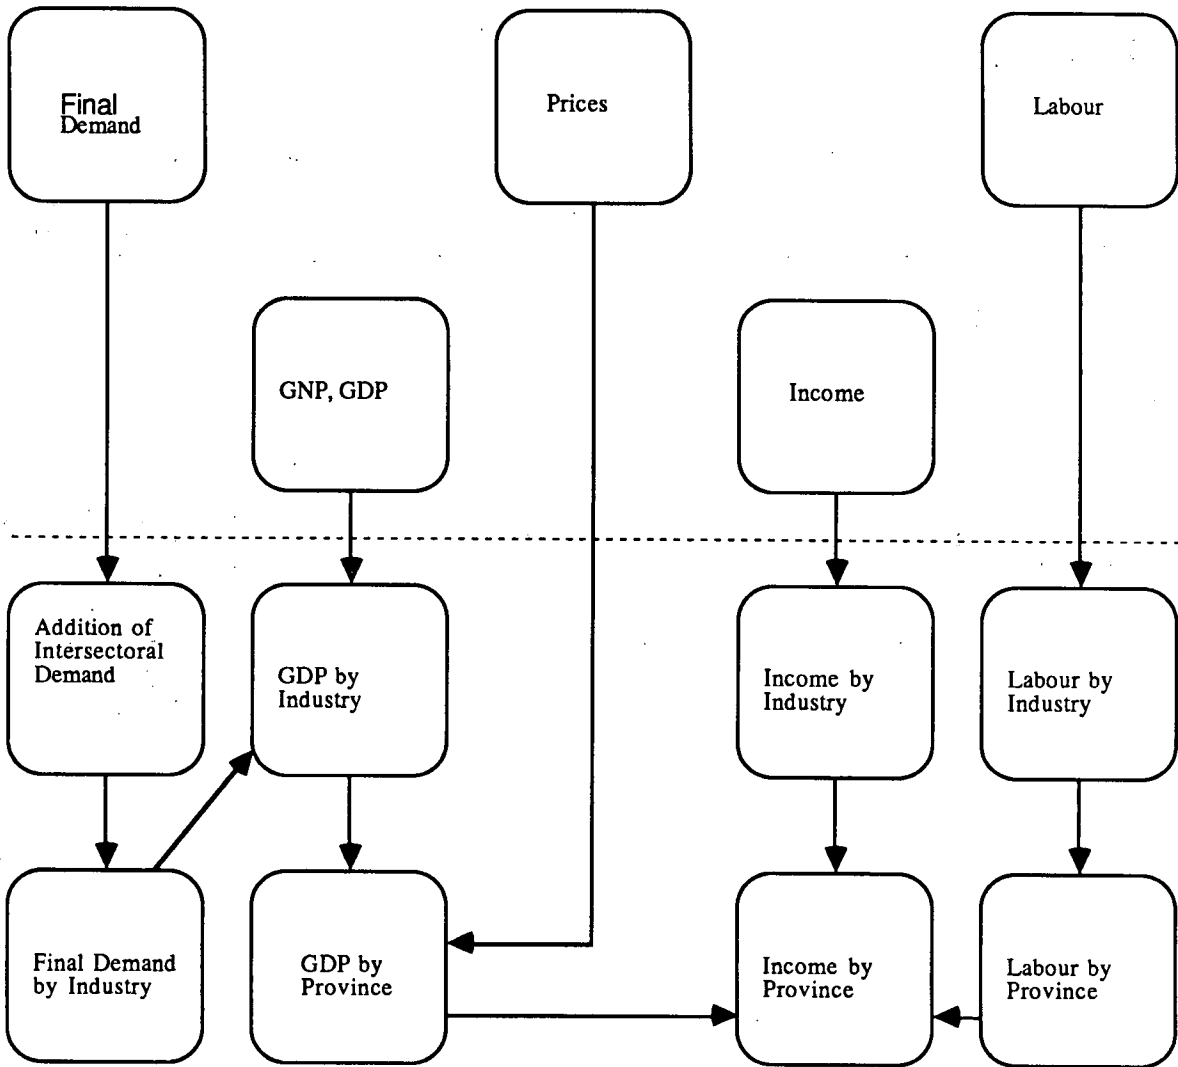 Final
Demand
Prices
Labour
GNP, GDP
Income
Addition of
Intersectoral
Demand
GDP by
Industry
Income by
Industry
Labour by
Industry
Final Demand
by Industry
GDP by
Province
Income by
Province
Labour by
Province